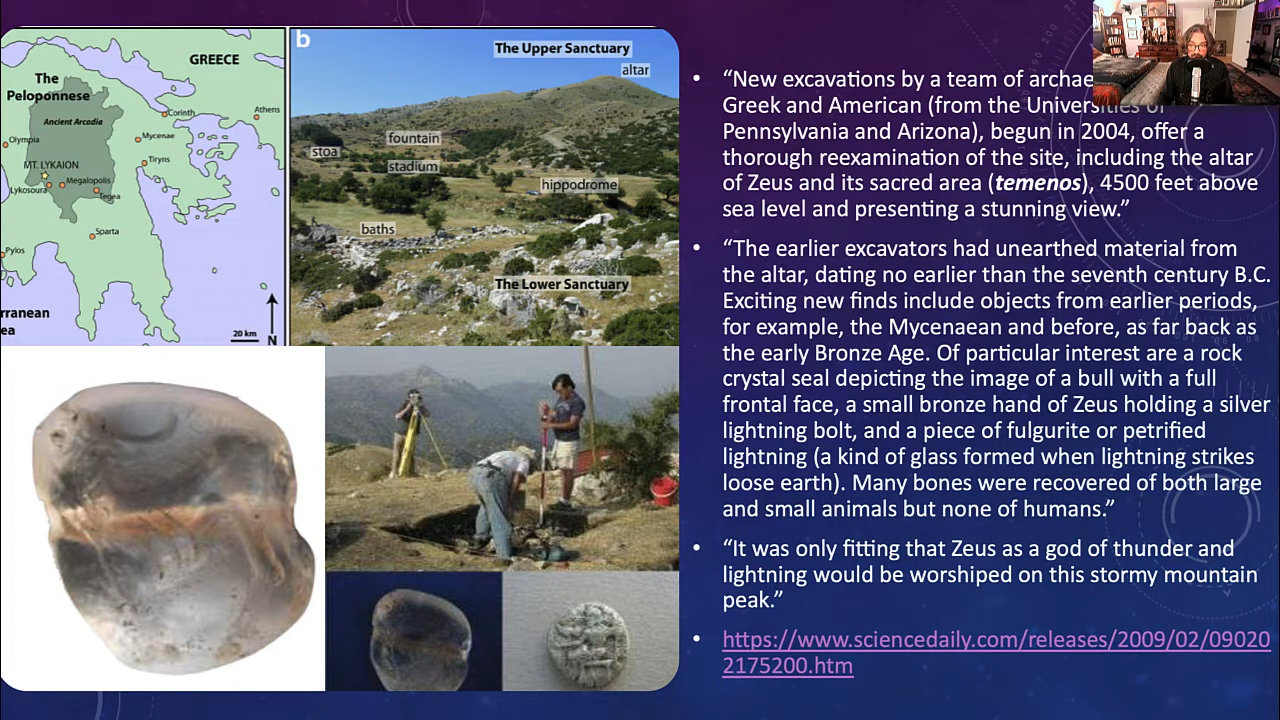 GREECE
The
Peloponnese
Ancient Arcadia
Corinth
Athens
Olympia
Mycenae
MT. LYKAION
Tiryns
Lykosoura
Megalopolis
Tegea
Sparta
Pylos
rranean
ea
20 km
N
b
The Upper Sanctuary
altar
fountain
stoa
stadium
hippodrome
baths
The Lower Sanctuary
• “New excavations by a team of archae
Greek and American (from the Universities of
Pennsylvania and Arizona), begun in 2004, offer a
thorough reexamination of the site, including the altar
of Zeus and its sacred area (temenos), 4500 feet above
sea level and presenting a stunning view.”
• “The earlier excavators had unearthed material from
the altar, dating no earlier than the seventh century B.C.
Exciting new finds include objects from earlier periods,
for example, the Mycenaean and before, as far back as
the early Bronze Age. Of particular interest are a rock
crystal seal depicting the image of a bull with a full
frontal face, a small bronze hand of Zeus holding a silver
lightning bolt, and a piece of fulgurite or petrified
lightning (a kind of glass formed when lightning strikes
loose earth). Many bones were recovered of both large
and small animals but none of humans.”
• “It was only fitting that Zeus as a god of thunder and
lightning would be worshiped on this stormy mountain
peak.”
• https://www.sciencedaily.com/releases/2009/02/09020
2175200.htm